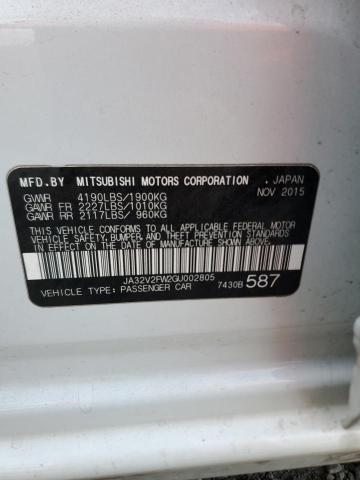 MFD.BY MITSUBISHI MOTORS CORPORATION . JAPAN
NOV 2015
GVWR 4190LBS/1900KG
GAWR FR 2227LBS/1010KG
GAWR RR 2117LBS/ 960KG
THIS VEHICLE CONFORMS TO ALL APPLICABLE FEDERAL MOTOR
VEHICLE SAFETY, BUMPER AND THEFT PREVENTION STANDARDS
IN EFFECT ON THE DATE OF MANUFACTURE SHOWN ABOVE.
JA32V2FW2GU002805
VEHICLE TYPE: PASSENGER CAR 7430B 587